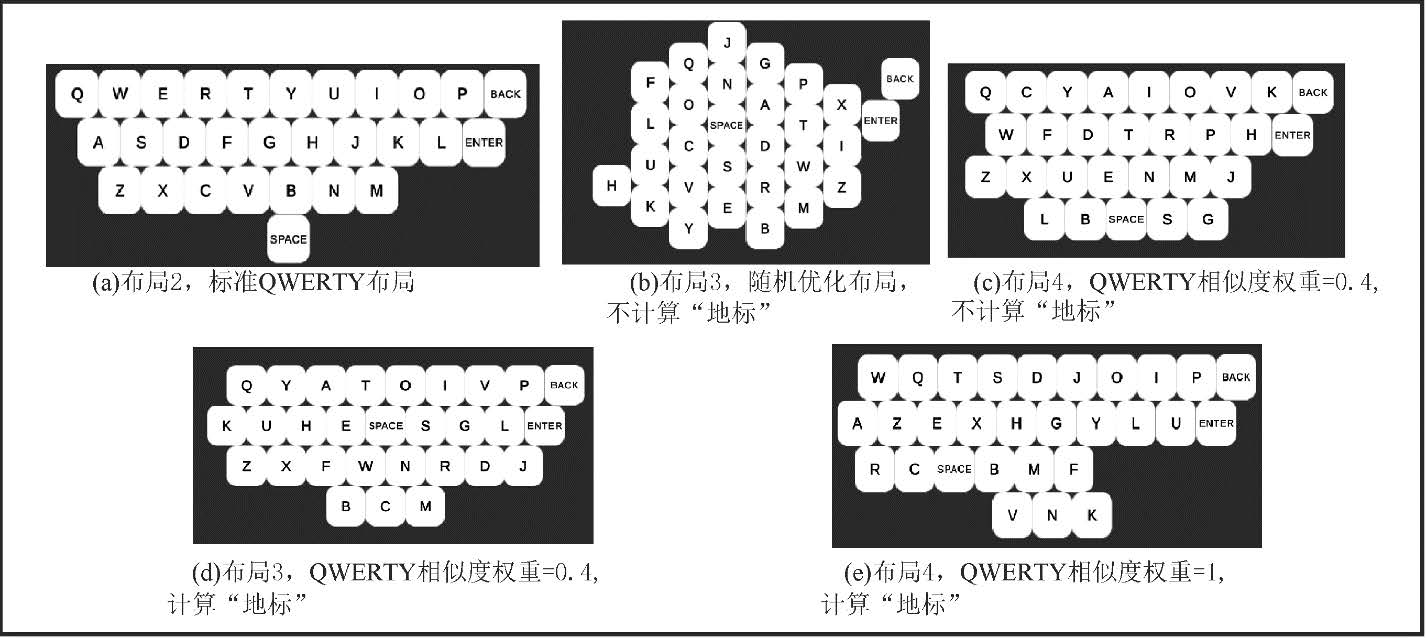 Q W E R T Y U I O P BACK
A S D F G H J K L ENTER
Z X C V B N M
SPACE
(a)布局2，标准QWERTY布局
J
Q G
F N P BACK
O A X
L SPACE T ENTER
C D I
U S W
H V R Z
K E M
Y B
(b)布局3，随机优化布局，
不计算“地标”
Q C Y A I O V K BACK
W F D T R P H ENTER
Z X U E N M J
L B SPACE S G
(c)布局4，QWERTY相似度权重=0.4,
不计算“地标”
Q Y A T O I V P BACK
K U H E SPACE S G L ENTER
Z X F W N R D J
B C M
(d)布局3，QWERTY相似度权重=0.4,
计算“地标”
W Q T S D J O I P BACK
A Z E X H G Y L U ENTER
R C SPACE B M F
V N K
(e)布局4，QWERTY相似度权重=1,
计算“地标”